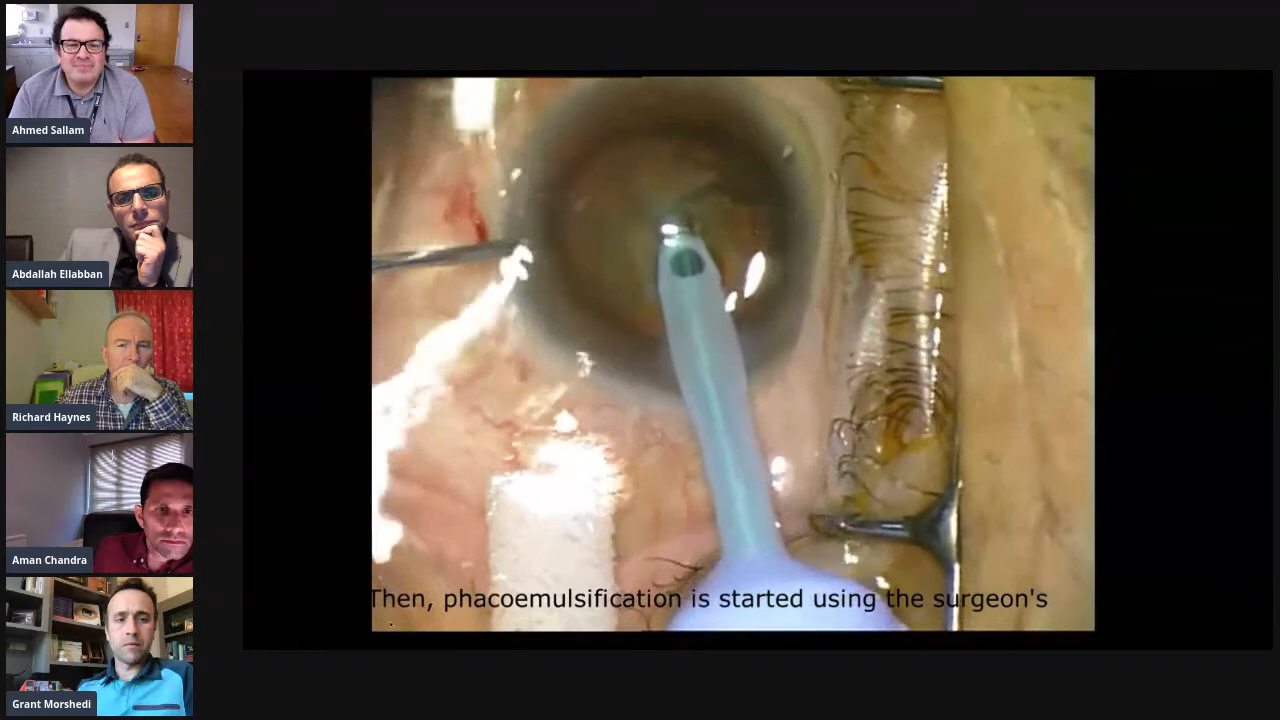 Ahmed Sallam
Abdallah Ellabban
Richard Haynes
Aman Chandra
Grant Morshedi
Then, phacoemulsification is started using the surgeon's